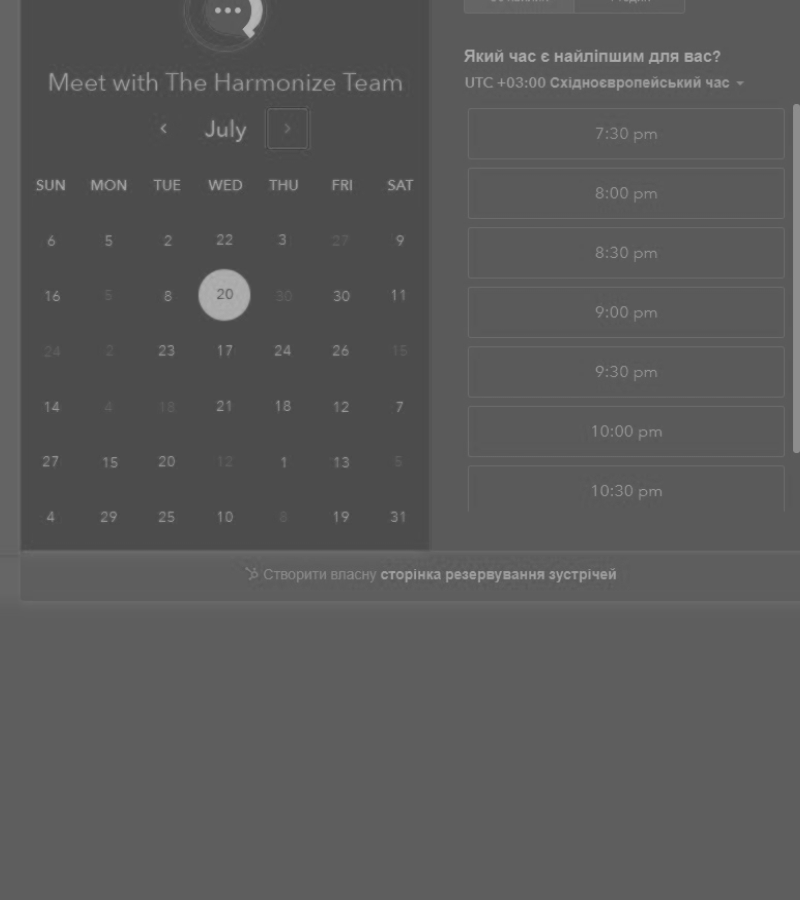 Meet with The Harmonize Team
July
SUN MON TUE WED THU FRI SAT
6 5 2 22 3 27 9
16 5 8 20 30 30 11
24 2 23 17 24 26 15
14 4 18 21 18 12 7
27 15 20 12 1 13 5
4 29 25 10 8 19 31
Який час є найліпшим для вас?
UTC +03:00 Східноєвропейський час
7:30 pm
8:00 pm
8:30 pm
9:00 pm
9:30 pm
10:00 pm
10:30 pm
Створити власну сторінка резервування зустрічей